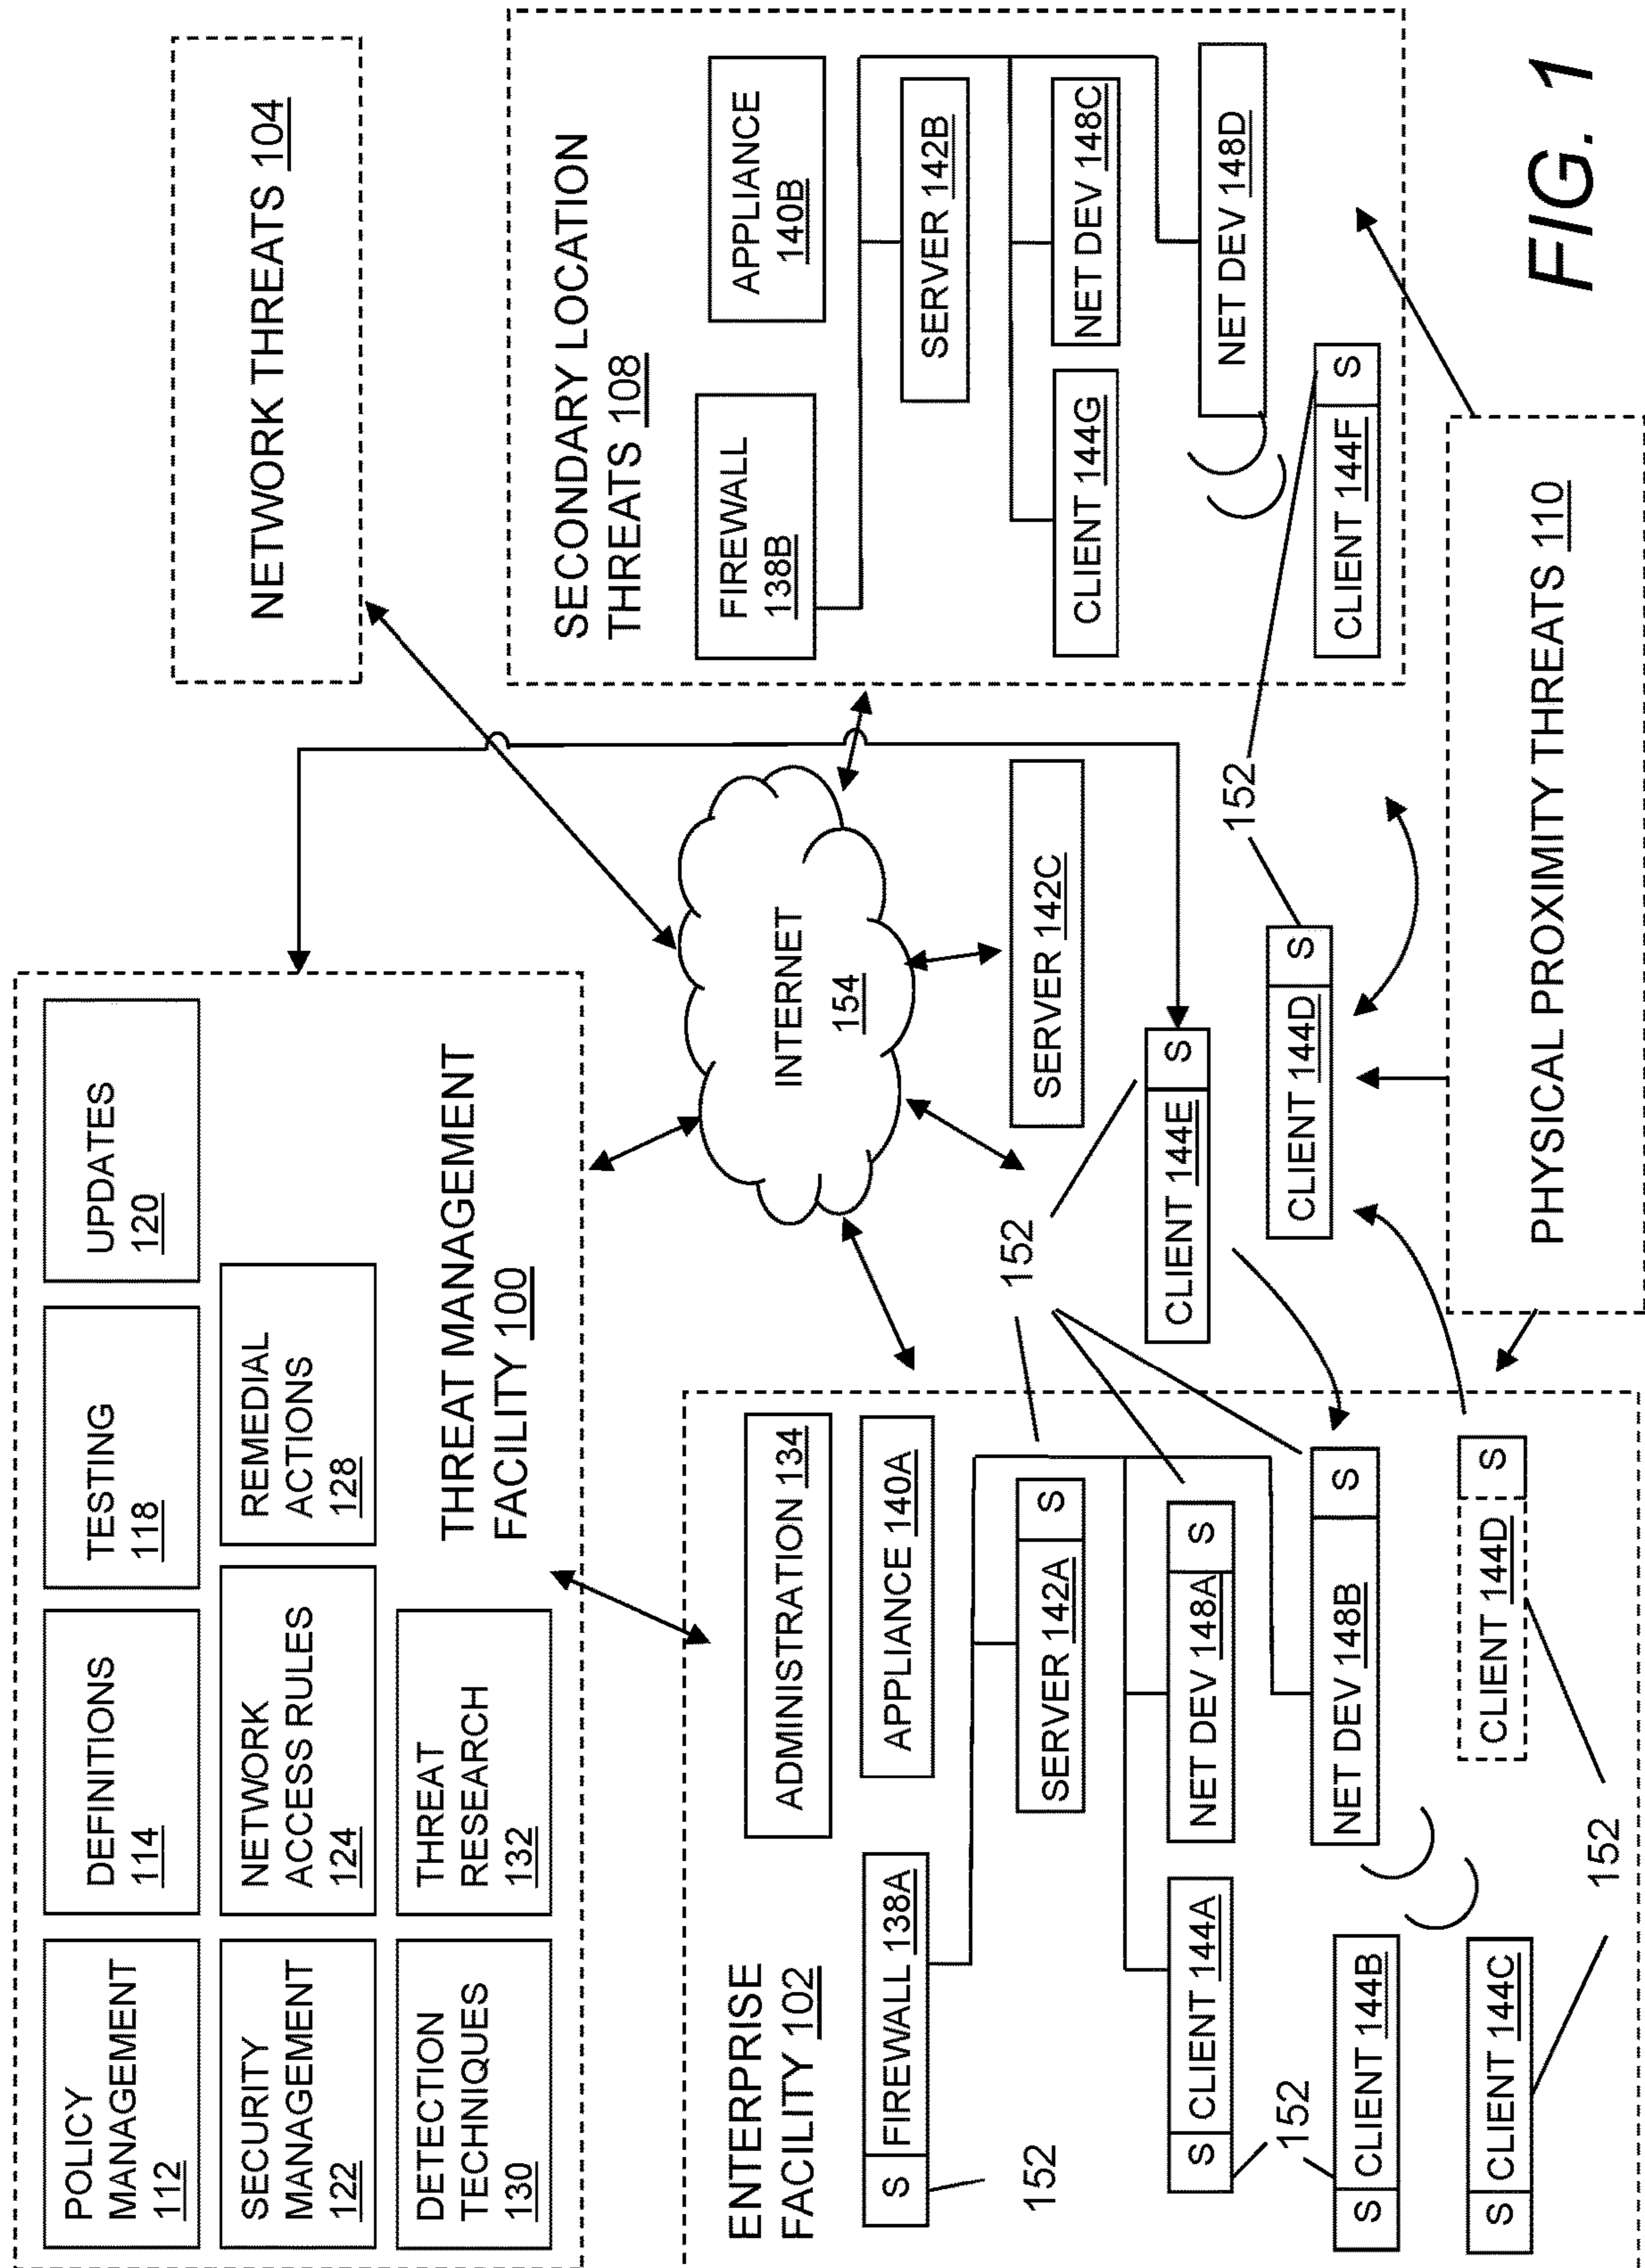 POLICY
MANAGEMENT
112
DEFINITIONS
114
TESTING
118
UPDATES
120
SECURITY
MANAGEMENT
122
NETWORK
ACCESS RULES
124
REMEDIAL
ACTIONS
128
DETECTION
TECHNIQUES
130
THREAT
RESEARCH
132
THREAT MANAGEMENT
FACILITY 100
NETWORK THREATS 104
ENTERPRISE
FACILITY 102
ADMINISTRATION 134
S FIREWALL 138A
APPLIANCE 140A
152
SERVER 142A S
S CLIENT 144A
NET DEV 148A S
152
S CLIENT 144B
NET DEV 148B S
S CLIENT 144C
CLIENT 144D S
152
INTERNET
154
152
SERVER 142C
CLIENT 144E S
152
CLIENT 144D S
SECONDARY LOCATION
THREATS 108
FIREWALL
138B
APPLIANCE
140B
SERVER 142B
CLIENT 144G
NET DEV 148C
NET DEV 148D
CLIENT 144F S
PHYSICAL PROXIMITY THREATS 110
FIG. 1